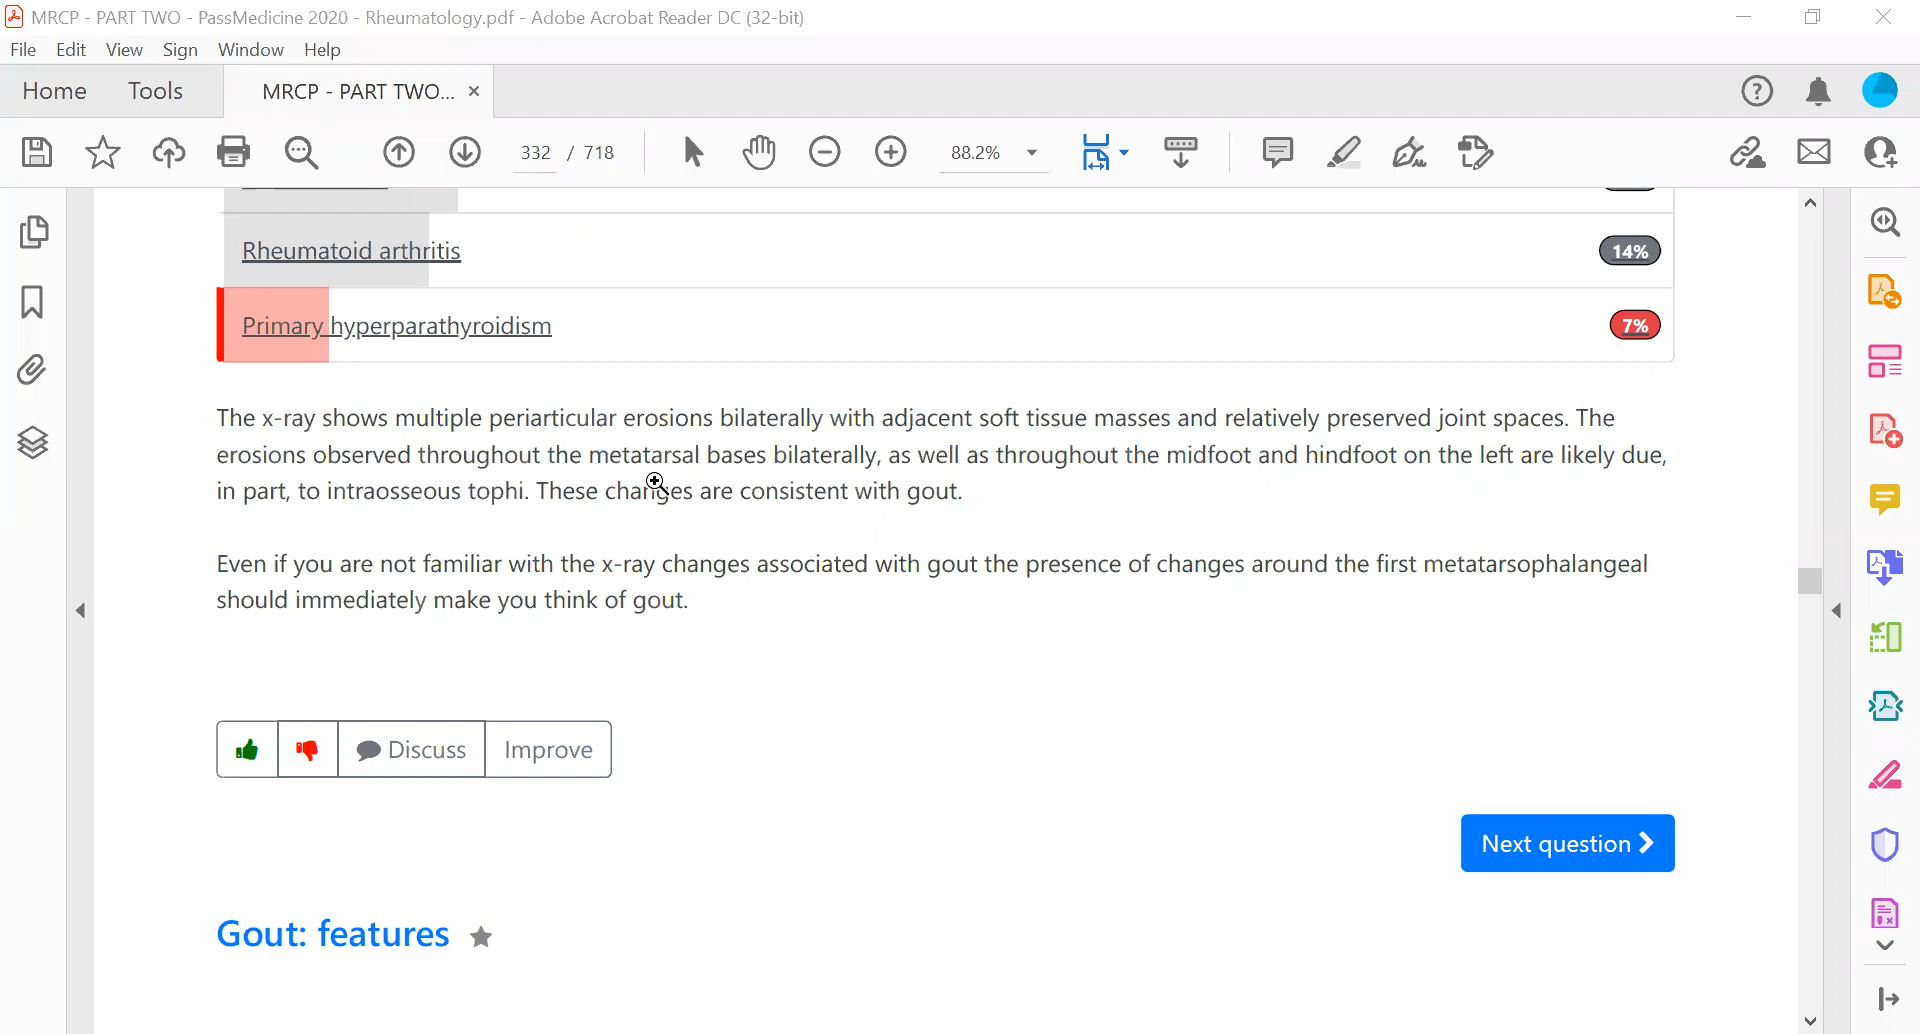 MRCP - PART TWO - PassMedicine 2020 - Rheumatology.pdf - Adobe Acrobat Reader DC (32-bit)
File Edit View Sign Window Help
Home Tools MRCP - PART TWO... ×
332 / 718 88.2%
Rheumatoid arthritis 14%
Primary hyperparathyroidism 7%
The x-ray shows multiple periarticular erosions bilaterally with adjacent soft tissue masses and relatively preserved joint spaces. The
erosions observed throughout the metatarsal bases bilaterally, as well as throughout the midfoot and hindfoot on the left are likely due,
in part, to intraosseous tophi. These changes are consistent with gout.
Even if you are not familiar with the x-ray changes associated with gout the presence of changes around the first metatarsophalangeal
should immediately make you think of gout.
Discuss Improve
Next question
Gout: features